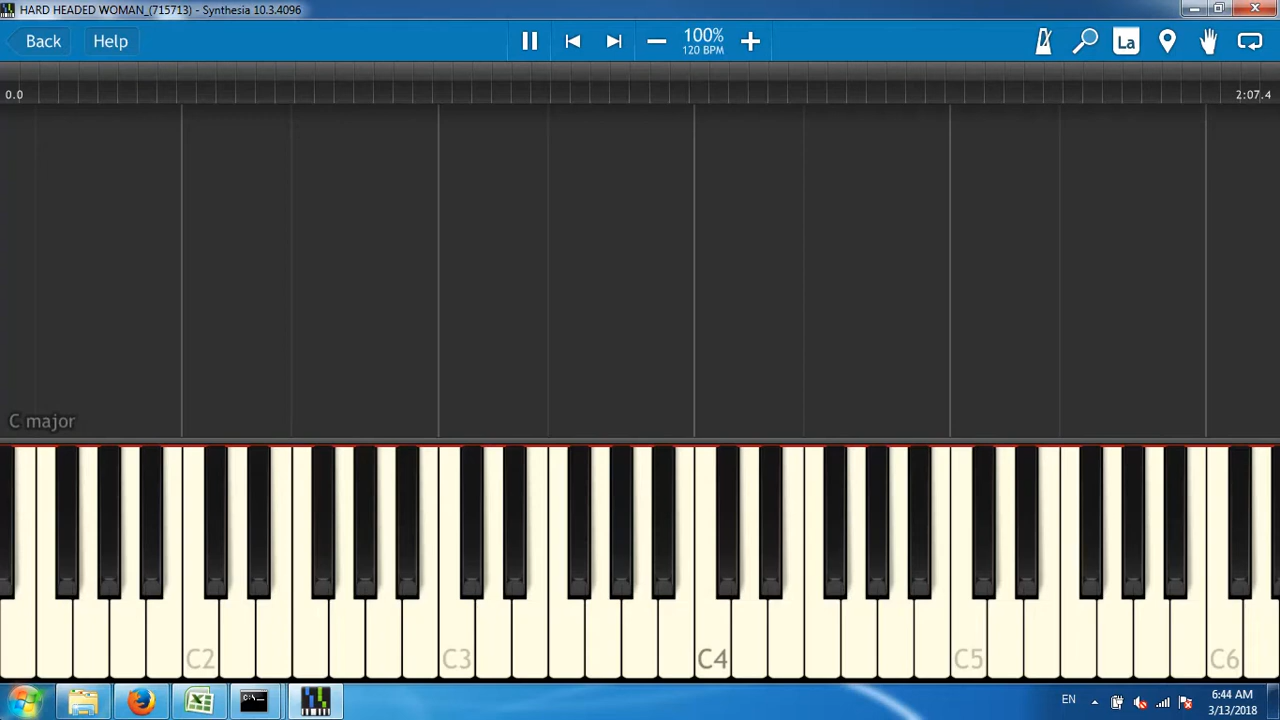 HARD HEADED WOMAN_(715713) - Synthesia 10.3.4096
Back
Help
100%
120 BPM
La
0.0
2:07.4
C major
C2
C3
C4
C5
C6
C:\.
EN
6:44 AM
3/13/2018